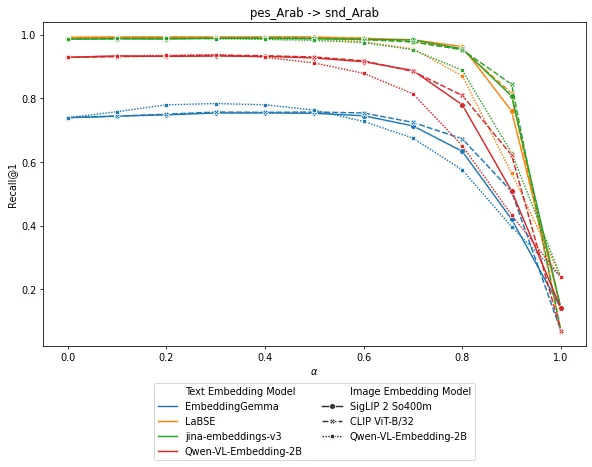 pes_Arab -> snd_Arab
Recall@1
1.0
0.8
0.6
0.4
0.2
0.0 0.2 0.4 0.6 0.8 1.0
α
Text Embedding Model Image Embedding Model
EmbeddingGemma SigLIP 2 So400m
LaBSE CLIP ViT-B/32
jina-embeddings-v3 Qwen-VL-Embedding-2B
Qwen-VL-Embedding-2B